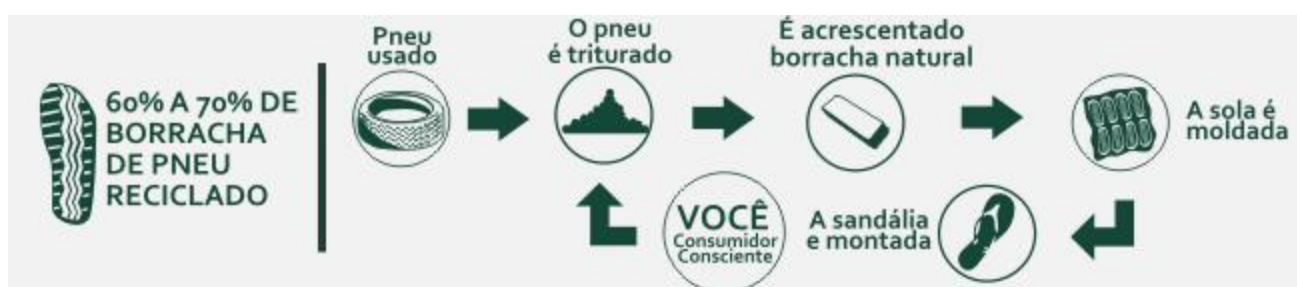 60% A 70% DE
BORRACHA
DE PNEU
RECICLADO
Pneu
usado
O pneu
é triturado
É acrescentado
borracha natural
A sola é
moldada
A sandália
e montada
VOCÊ
Consumidor
Consciente